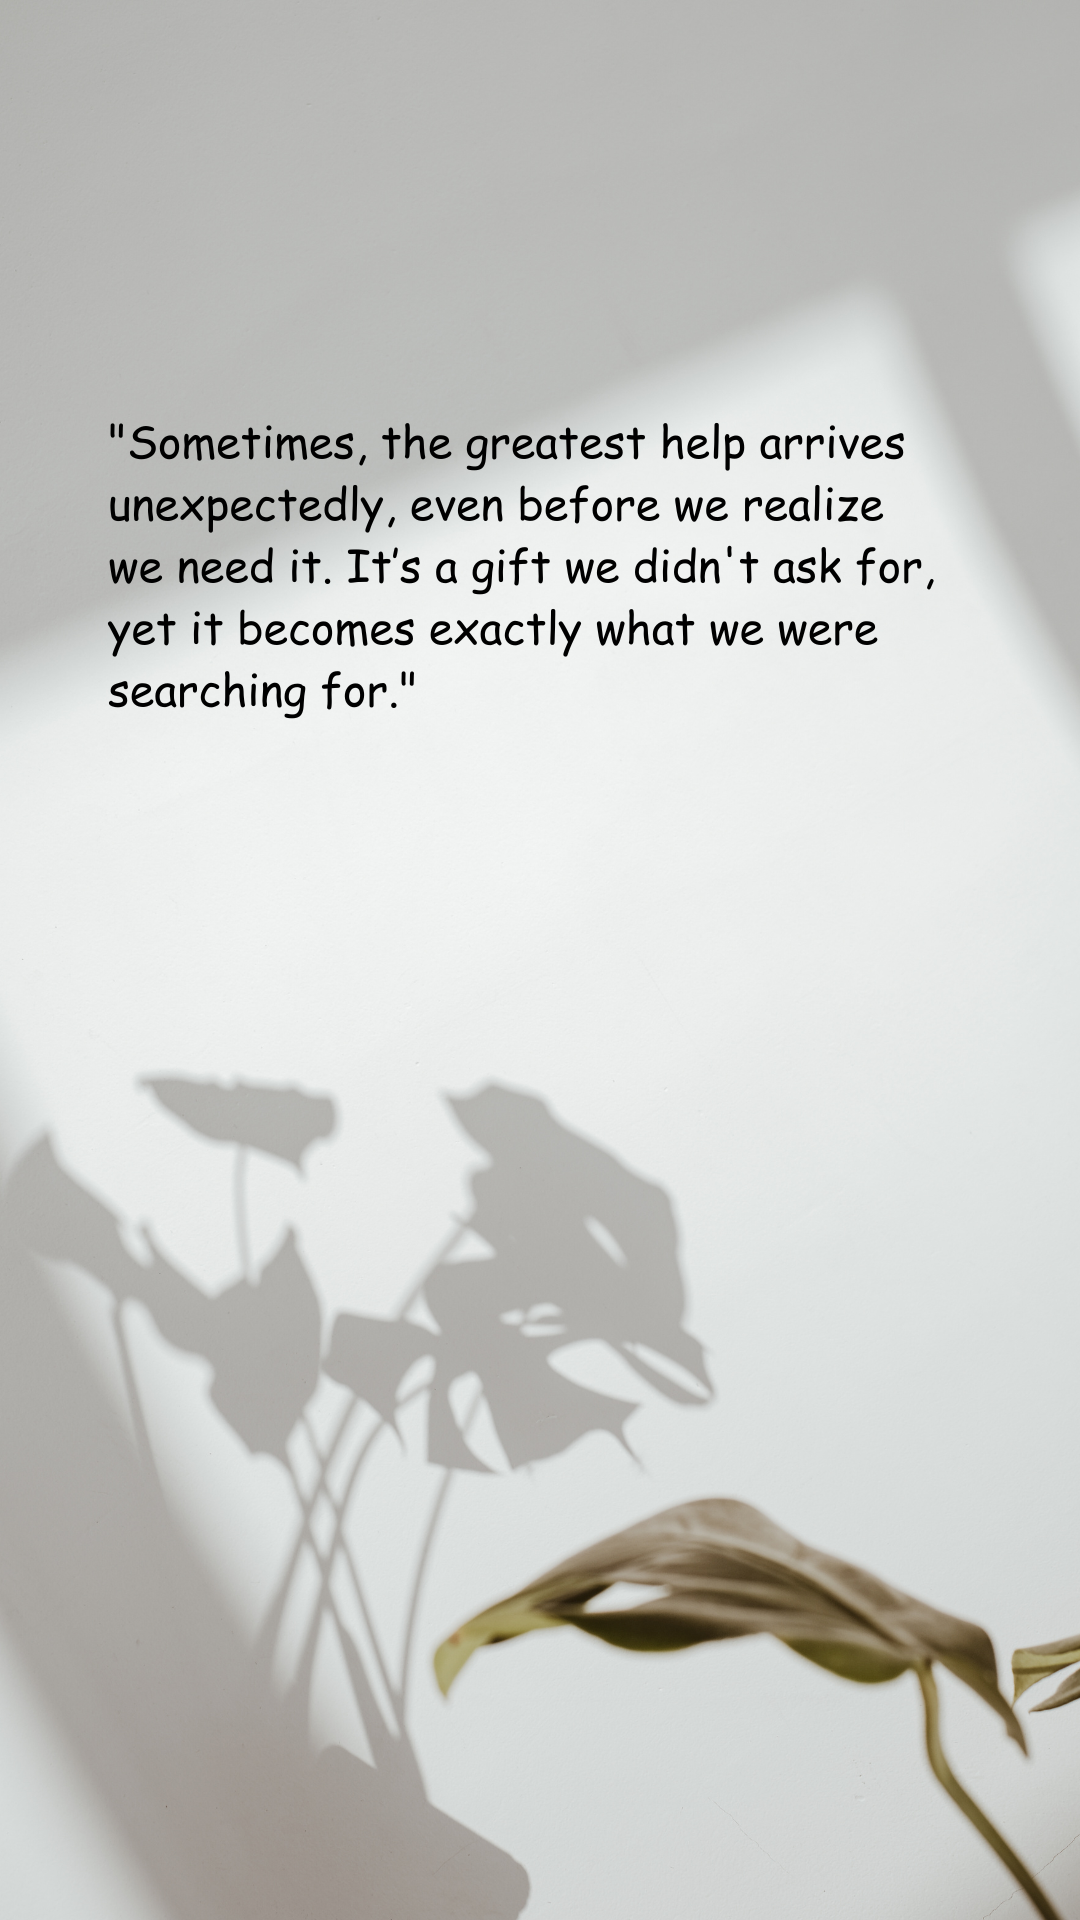 "Sometimes, the greatest help arrives
unexpectedly, even before we realize
we need it. It’s a gift we didn't ask for,
yet it becomes exactly what we were
searching for."